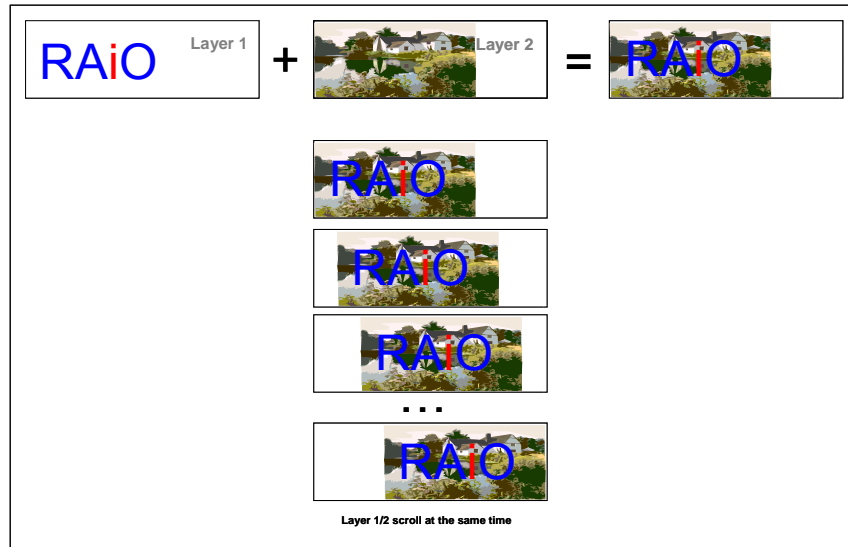 RAiO Layer 1 + Layer 2 = RAiO
RAiO
RAiO
RAiO
...
RAiO
Layer 1/2 scroll at the same time